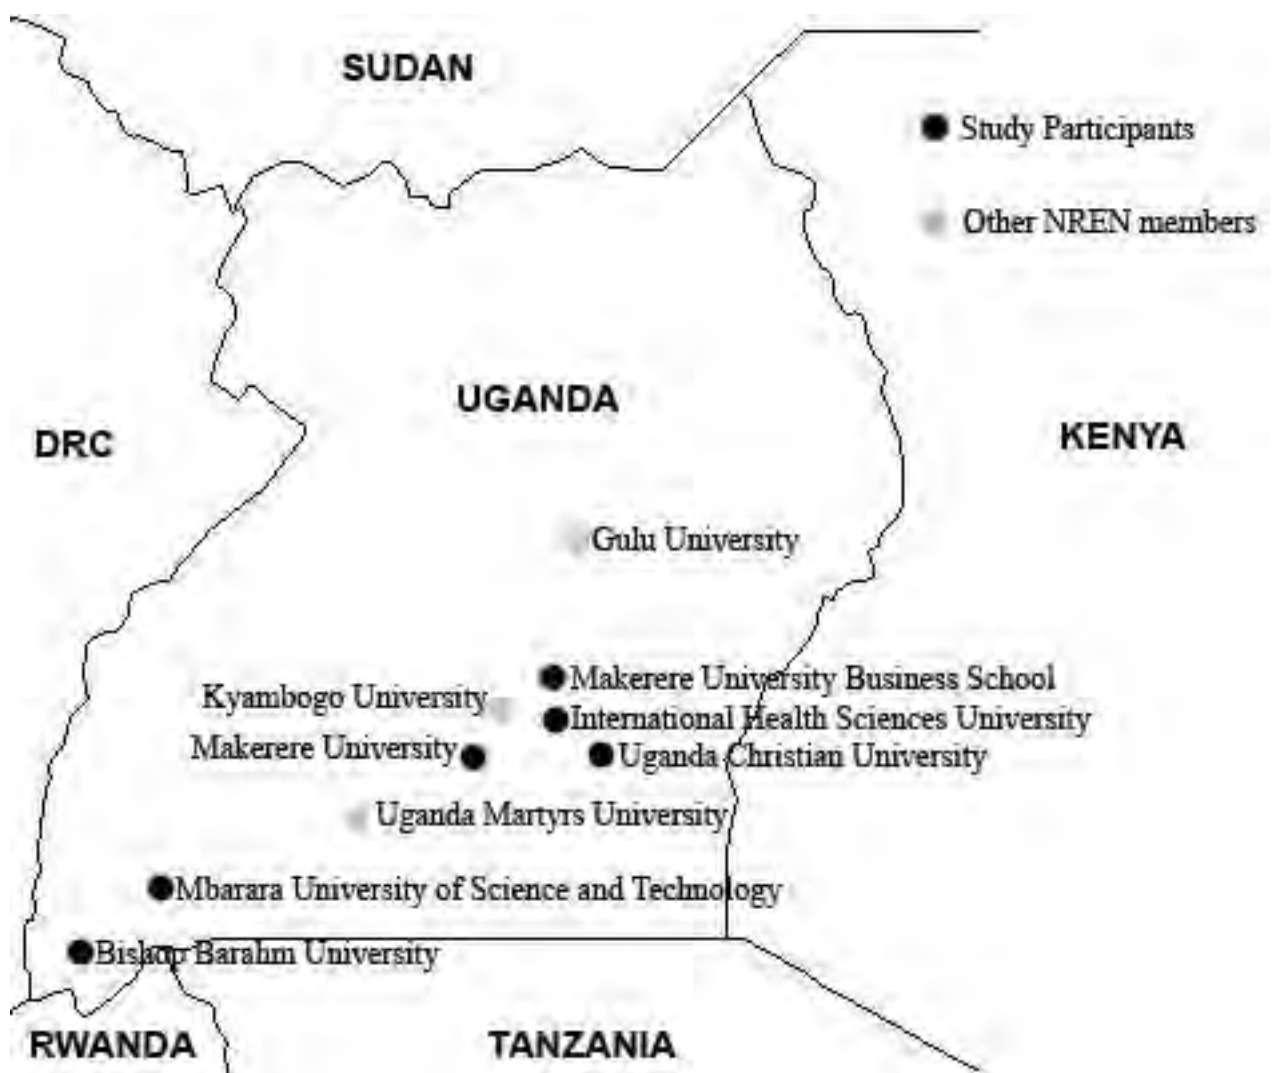 SUDAN
Study Participants
Other NREN members
UGANDA
DRC
KENYA
Gulu University
Makerere University Business School
Kyambogo University
International Health Sciences University
Makerere University
Uganda Christian University
Uganda Martyrs University
Mbarara University of Science and Technology
Bishop Barahm University
RWANDA
TANZANIA